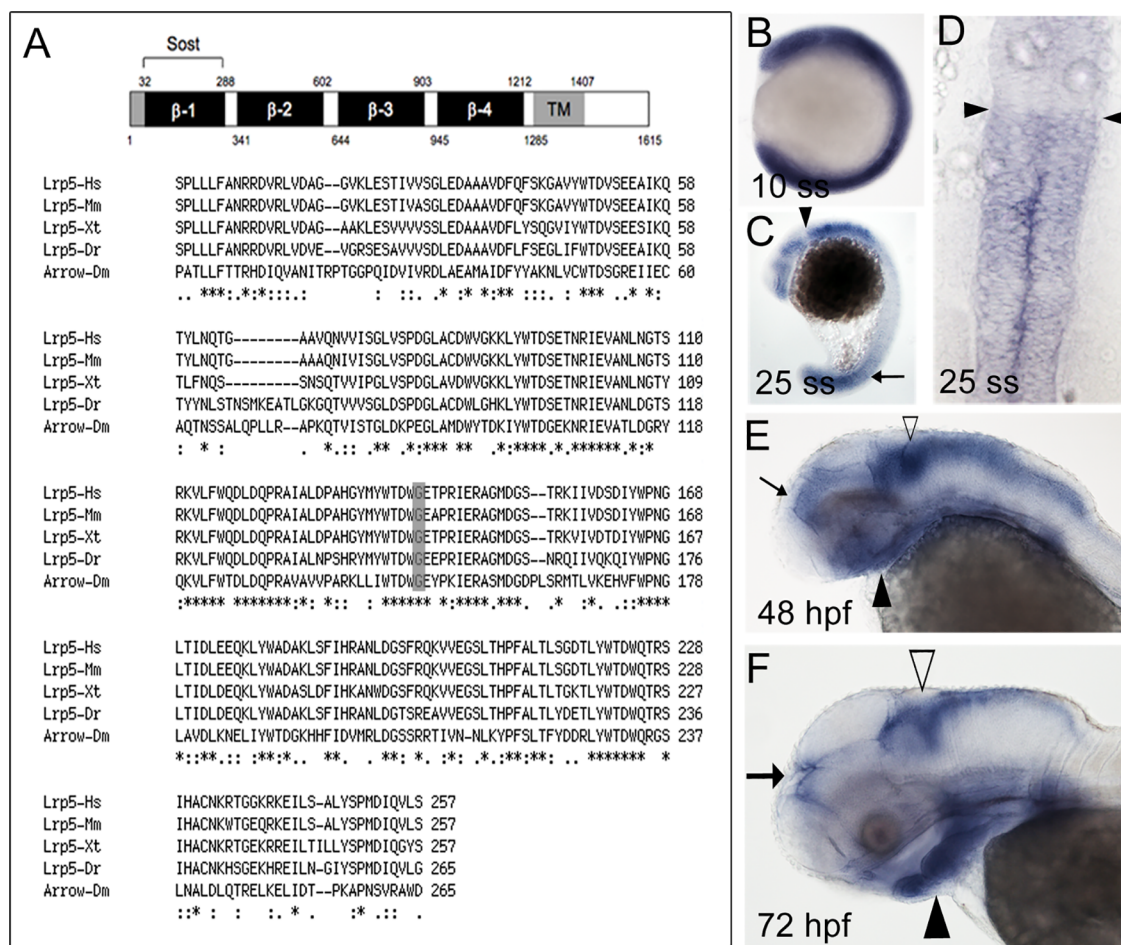 A
Sost
32 288 602 903 1212 1407
β-1 β-2 β-3 β-4 TM
1 341 644 945 1285 1615
Lrp5-Hs SPLLLFANRRDVRLVDAG--GVKLESTIVVSGLEDAAAVDFQFSKGAVYWTDVSEEAIKQ 58
Lrp5-Mm SPLLLFANRRDVRLVDAG--GVKLESTIVASGLEDAAAVDFQFSKGAVYWTDVSEEAIKQ 58
Lrp5-Xt SPLLLFANRRDVRLVDAG--AAKLESVVVSSGLEDAAAVDFLYSQGVIYWTDVSEESIKQ 58
Lrp5-Dr SPLLLFANRRDVRLVDVE--VGRSESAVVVSDLEDAAAVDFLFSEGLIFWTDVSEEAIKQ 58
Arrow-Dm PATLLFTTRHDIQVANITRPTGGPQIDVIVRDLAEAMAIDFYYAKNLVCWTDSGREIIEC 60
.. ***:.*:*:::.: : ::. .* :* **:** ::: : *** ..* *:
Lrp5-Hs TYLNQTG--------AAVQNVVISGLVSPDGLACDWVGKKLYWTDSETNRIEVANLNGTS 110
Lrp5-Mm TYLNQTG--------AAAQNIVISGLVSPDGLACDWVGKKLYWTDSETNRIEVANLNGTS 110
Lrp5-Xt TLFNQS---------SNSQTVVIPGLVSPDGLAVDWVGKKLYWTDSETNRIEVANLNGTY 109
Lrp5-Dr TYYNLSTNSMKEATLGKGQTVVVSGLDSPDGLACDWLGHKLYWTDSETNRIEVANLDGTS 118
Arrow-Dm AQTNSSALQPLLR--APKQTVISTGLDKPEGLAMDWYTDKIYWTDGEKNRIEVATLDGRY 118
: * : . *.:: .** .*:*** ** .*:****.*.******.*:*
Lrp5-Hs RKVLFWQDLDQPRAIALDPAHGYMYWTDWGETPRIERAGMDGS--TRKIIVDSDIYWPNG 168
Lrp5-Mm RKVLFWQDLDQPRAIALDPAHGYMYWTDWGEAPRIERAGMDGS--TRKIIVDSDIYWPNG 168
Lrp5-Xt RKVLFWQDLDQPRAIALDPAHGYMYWTDWGETPRIERAGMDGS--TRKVIVDTDIYWPNG 167
Lrp5-Dr RKVLFWQDLDQPRAIALNPSHRYMYWTDWGEEPRIERAGMDGS--NRQIIVQKQIYWPNG 176
Arrow-Dm QKVLFWTDLDQPRAVAVVPARKLLIWTDWGEYPKIERASMDGDPLSRMTLVKEHVFWPNG 178
:***** *******:*: *:: : ****** *:****.***. .* :*. .::****
Lrp5-Hs LTIDLEEQKLYWADAKLSFIHRANLDGSFRQKVVEGSLTHPFALTLSGDTLYWTDWQTRS 228
Lrp5-Mm LTIDLEEQKLYWADAKLSFIHRANLDGSFRQKVVEGSLTHPFALTLSGDTLYWTDWQTRS 228
Lrp5-Xt LTIDLDEQKLYWADASLDFIHKANWDGSFRQKVVEGSLTHPFALTLTGKTLYWTDWQTRS 227
Lrp5-Dr LTIDLDEQKLYWADAKLSFIHRANLDGTSREAVVEGSLTHPFALTLYDETLYWTDWQTRS 236
Arrow-Dm LAVDLKNELIYWTDGKHHFIDVMRLDGSSRRTIVN-NLKYPFSLTFYDDRLYWTDWQRGS 237
*::**.:: :**:*.. **. . **: *. :*: .*.:**:**: .. ******* *
Lrp5-Hs IHACNKRTGGKRKEILS-ALYSPMDIQVLS 257
Lrp5-Mm IHACNKWTGEQRKEILS-ALYSPMDIQVLS 257
Lrp5-Xt IHACNKRTGEKRREILTILLYSPMDIQGYS 257
Lrp5-Dr IHACNKHSGEKHREILN-GIYSPMDIQVLG 265
Arrow-Dm LNALDLQTRELKELIDT--PKAPNSVRAWD 265
::* : : :. * . :* .:: .
B
10 ss
C
25 ss
D
25 ss
E
48 hpf
F
72 hpf